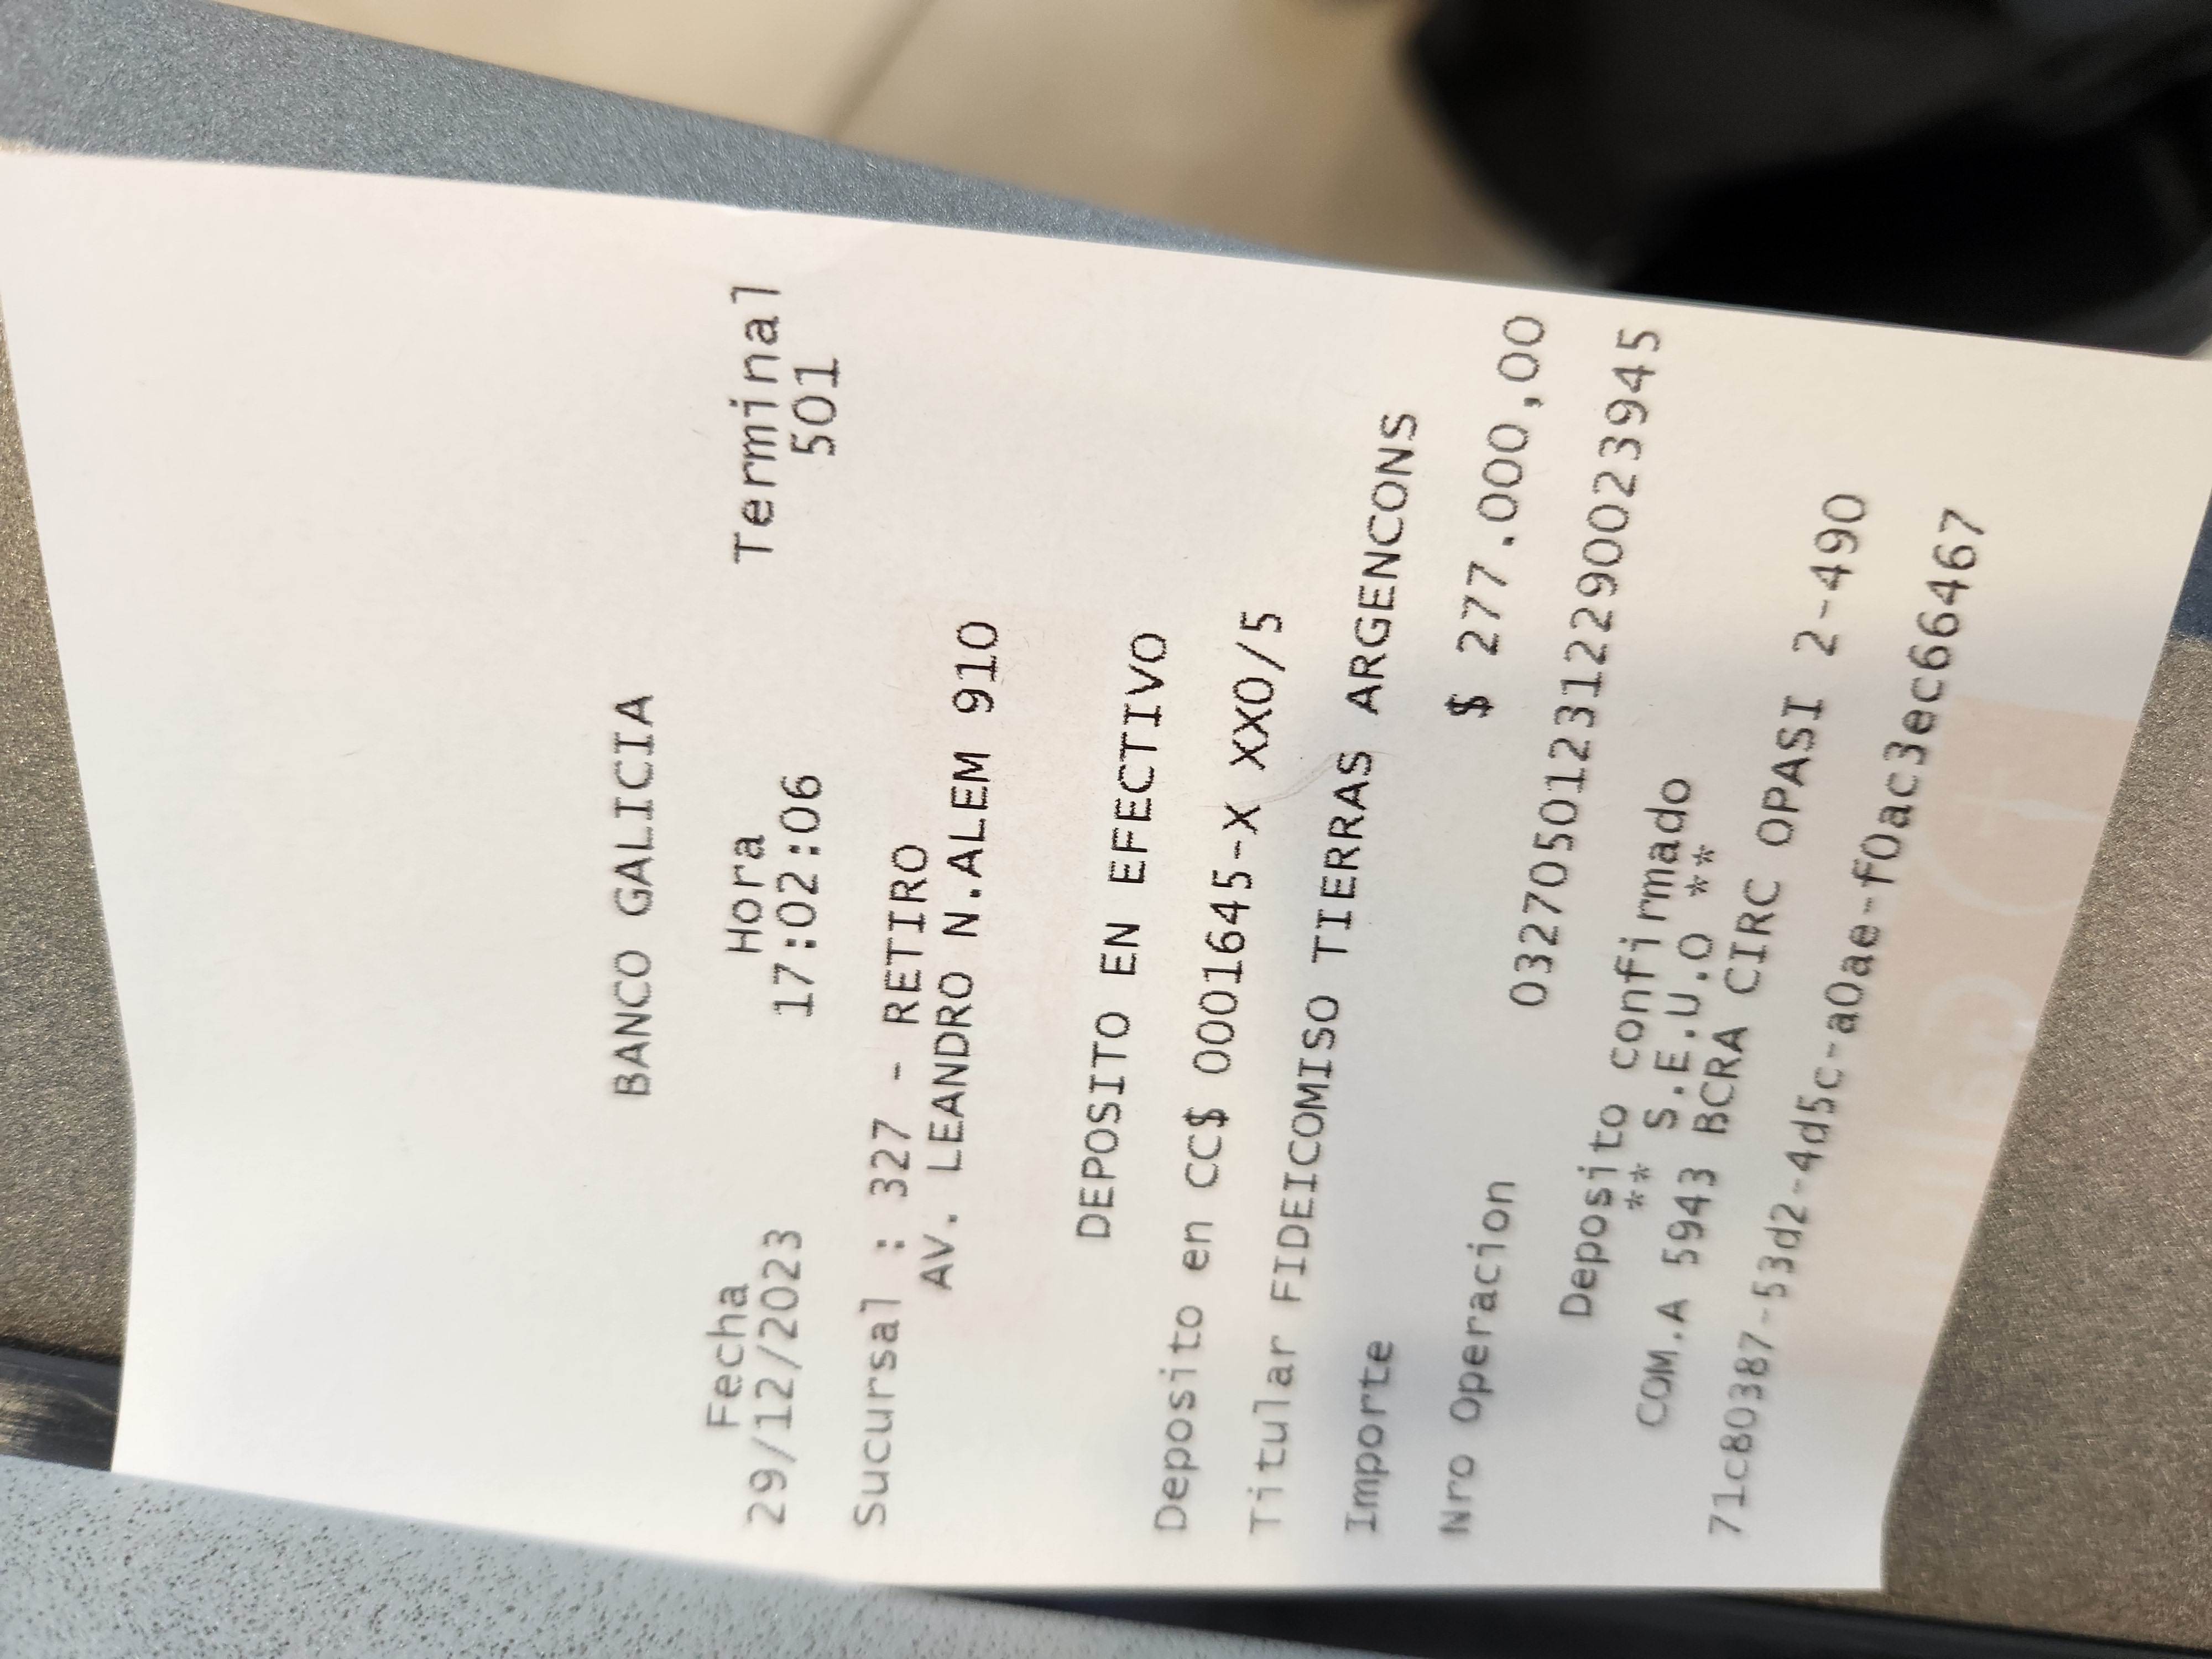 BANCO GALICIA
Fecha Hora Terminal
29/12/2023 17:02:06 501
Sucursal : 327 - RETIRO
AV. LEANDRO N.ALEM 910
DEPOSITO EN EFECTIVO
Deposito en CC$ 0001645-X XX0/5
Titular FIDEICOMISO TIERRAS ARGENCONS
Importe $ 277.000,00
Nro Operacion 032705012312290023945
Deposito confirmado
** S.E.U.O **
COM.A 5943 BCRA CIRC OPASI 2-490
71c80387-53d2-4d5c-a0ae-f0ac3ec66467